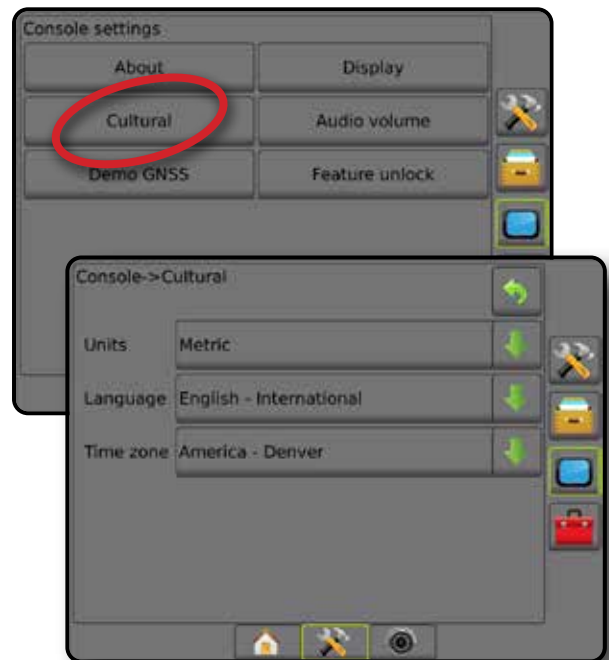 Console settings
About Display
Cultural Audio volume
Demo GNSS Feature unlock
Console->Cultural
Units Metric
Language English - International
Time zone America - Denver